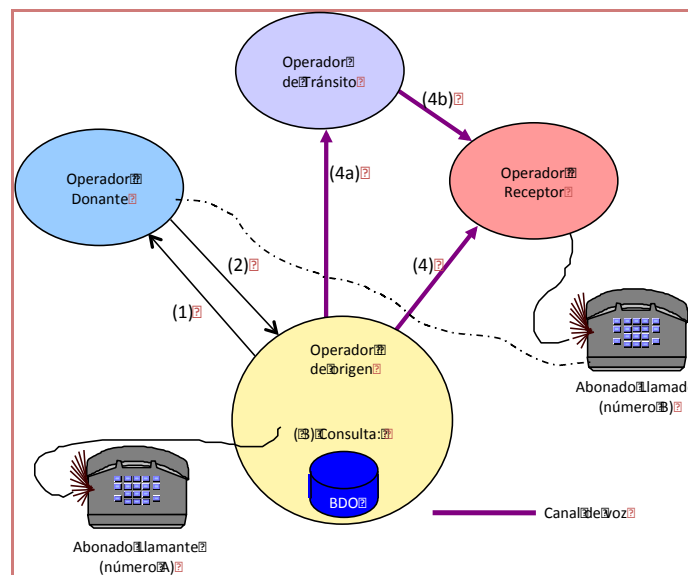 Operador
de Tránsito
(4b)
Operador
Donante
(4a)
Operador
Receptor
(2)
(4)
(1)
Operador
de origen
Abonado Llamado
(número B)
(3) Consulta:
BDO
Canal de voz
Abonado Llamante
(número A)